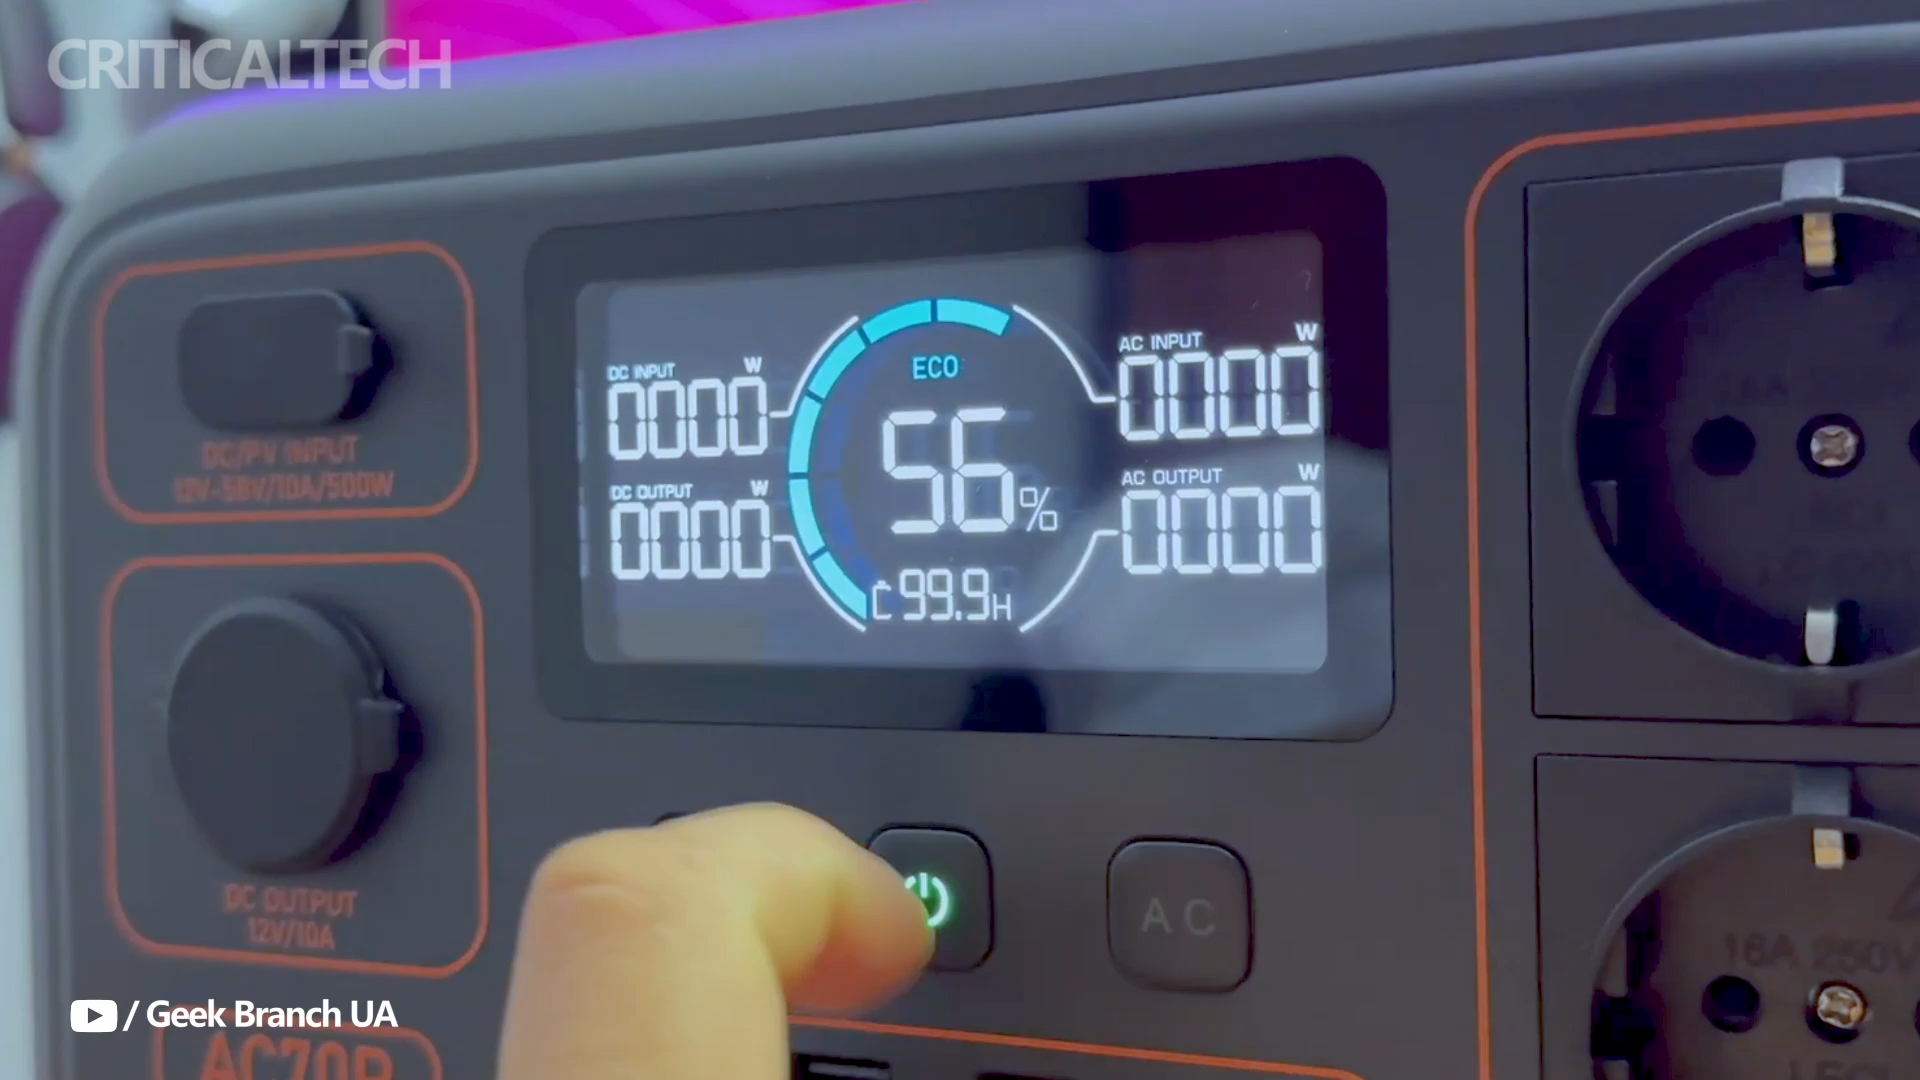 CRITICALTECH
DC/PV INPUT
12V-58V/10A/500W
DC INPUT
W
0000
DC OUTPUT
W
0000
ECO
56%
99.9H
AC INPUT
W
0000
AC OUTPUT
W
0000
DC OUTPUT
12V/10A
AC
16A 250V
/ Geek Branch UA
AC70P